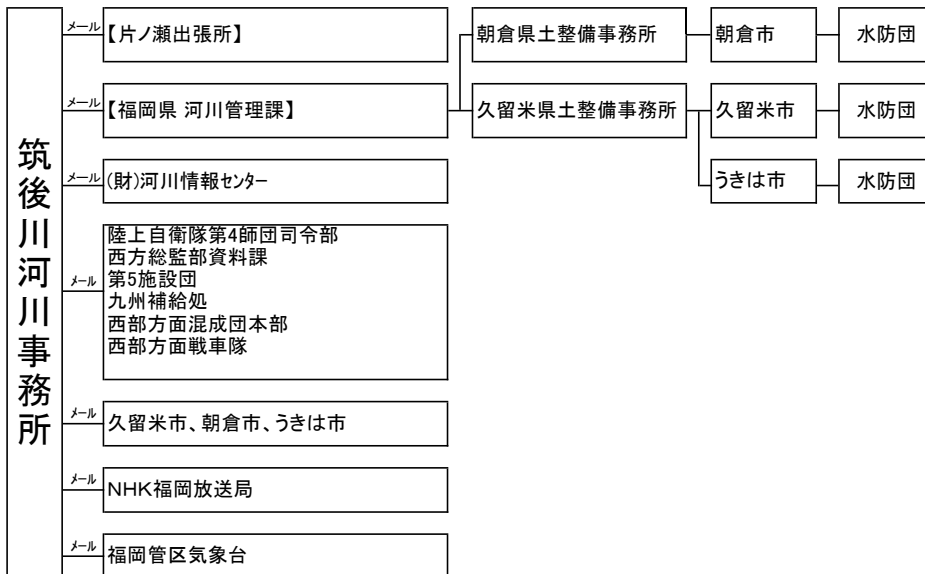 筑後川河川事務所
メール
【片ノ瀬出張所】
朝倉県土整備事務所
朝倉市
水防団
メール
【福岡県 河川管理課】
久留米県土整備事務所
久留米市
水防団
メール
(財)河川情報センター
うきは市
水防団
メール
陸上自衛隊第4師団司令部
西方総監部資料課
第5施設団
九州補給処
西部方面混成団本部
西部方面戦車隊
メール
久留米市、朝倉市、うきは市
メール
NHK福岡放送局
メール
福岡管区気象台